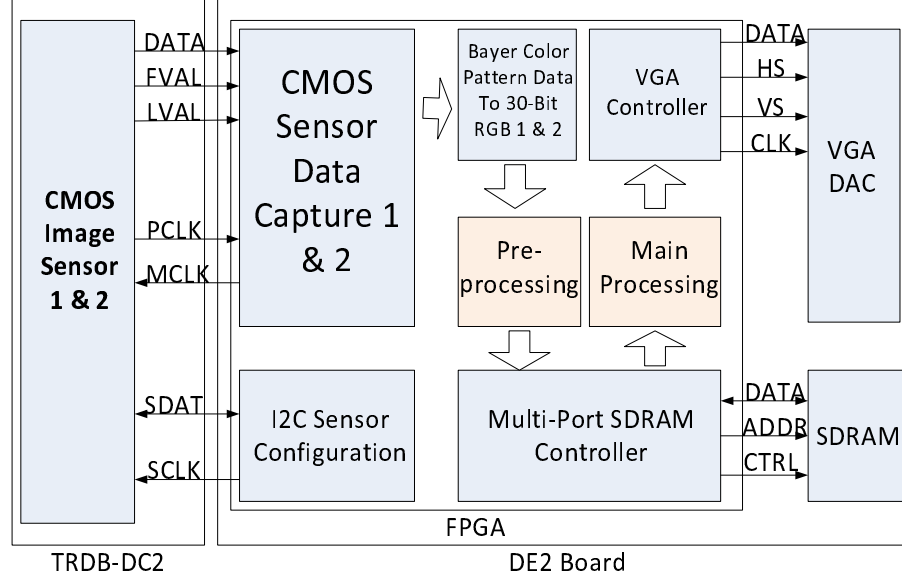 DATA
FVAL
LVAL
PCLK
MCLK
SDAT
SCLK
CMOS
Image
Sensor
1 & 2
TRDB-DC2
CMOS
Sensor
Data
Capture 1
& 2
I2C Sensor
Configuration
Bayer Color
Pattern Data
To 30-Bit
RGB 1 & 2
VGA
Controller
Pre-
processing
Main
Processing
Multi-Port SDRAM
Controller
DATA
HS
VS
CLK
VGA
DAC
DATA
ADDR
CTRL
SDRAM
FPGA
DE2 Board